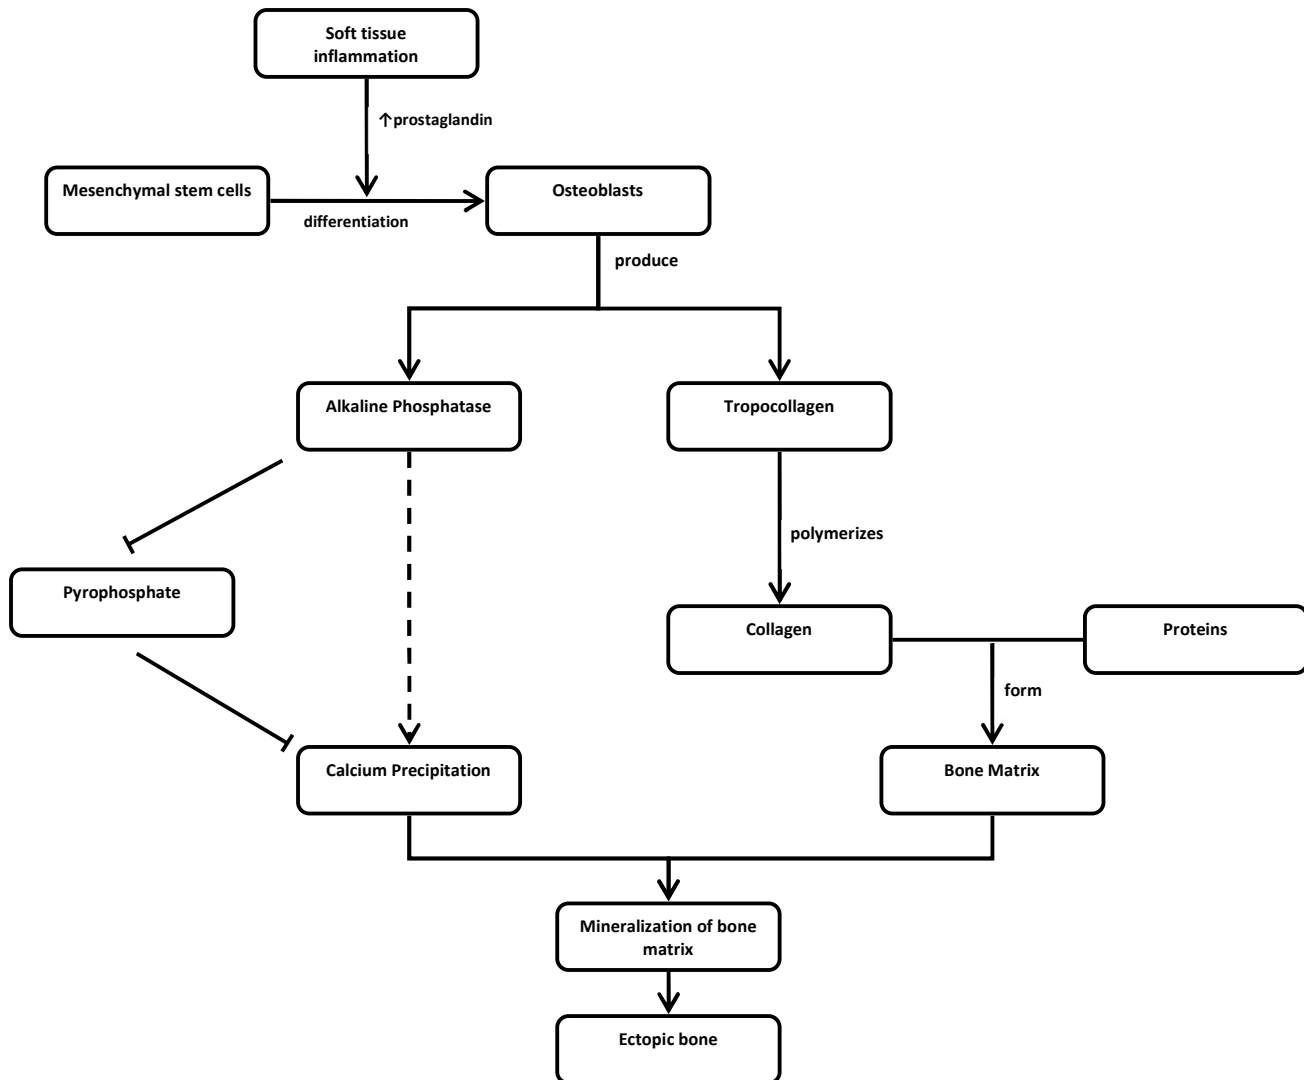 Soft tissue
inflammation
↑prostaglandin
Mesenchymal stem cells
Osteoblasts
differentiation
produce
Alkaline Phosphatase
Tropocollagen
polymerizes
Pyrophosphate
Collagen
Proteins
form
Calcium Precipitation
Bone Matrix
Mineralization of bone
matrix
Ectopic bone